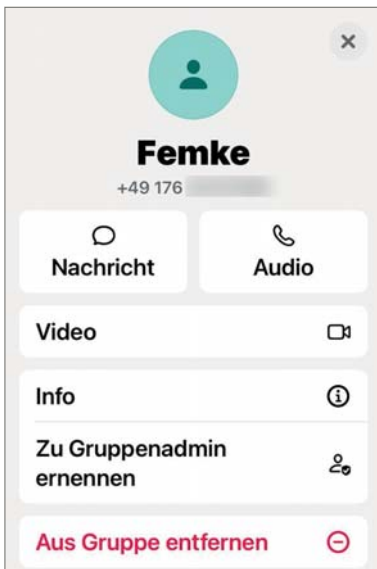 Femke
+49 176
Nachricht
Audio
Video
Info
Zu Gruppenadmin
ernennen
Aus Gruppe entfernen